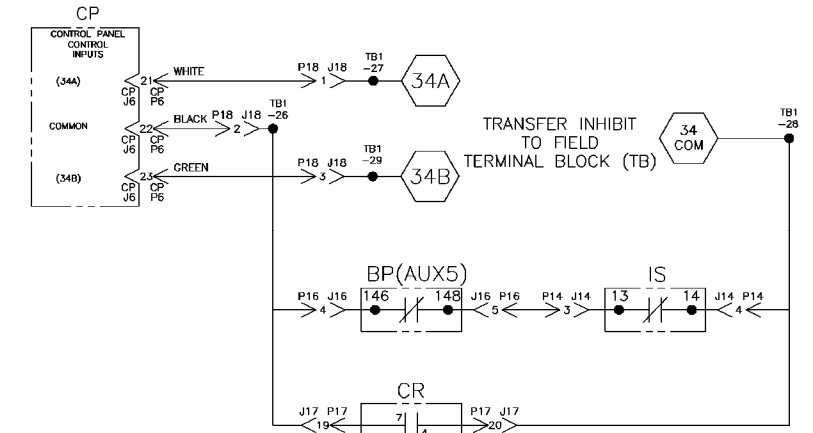 CP
CONTROL PANEL
CONTROL
INPUTS
(34A)
21
WHITE
P18 J18
1
TB1
-27
34A
CP CP
J6 P6
COMMON
22
BLACK
P18 J18
2
TB1
-26
CP CP
J6 P6
(34B)
23
GREEN
P18 J18
3
TB1
-29
34B
CP CP
J6 P6
TRANSFER INHIBIT
TO FIELD
TERMINAL BLOCK (TB)
34
COM
TB1
-28
BP(AUX5)
P16 J16
4
146
148
J16 P16
5
P14 J14
3
IS
13
14
J14 P14
4
CR
J17 P17
19
7
4
P17 J17
20